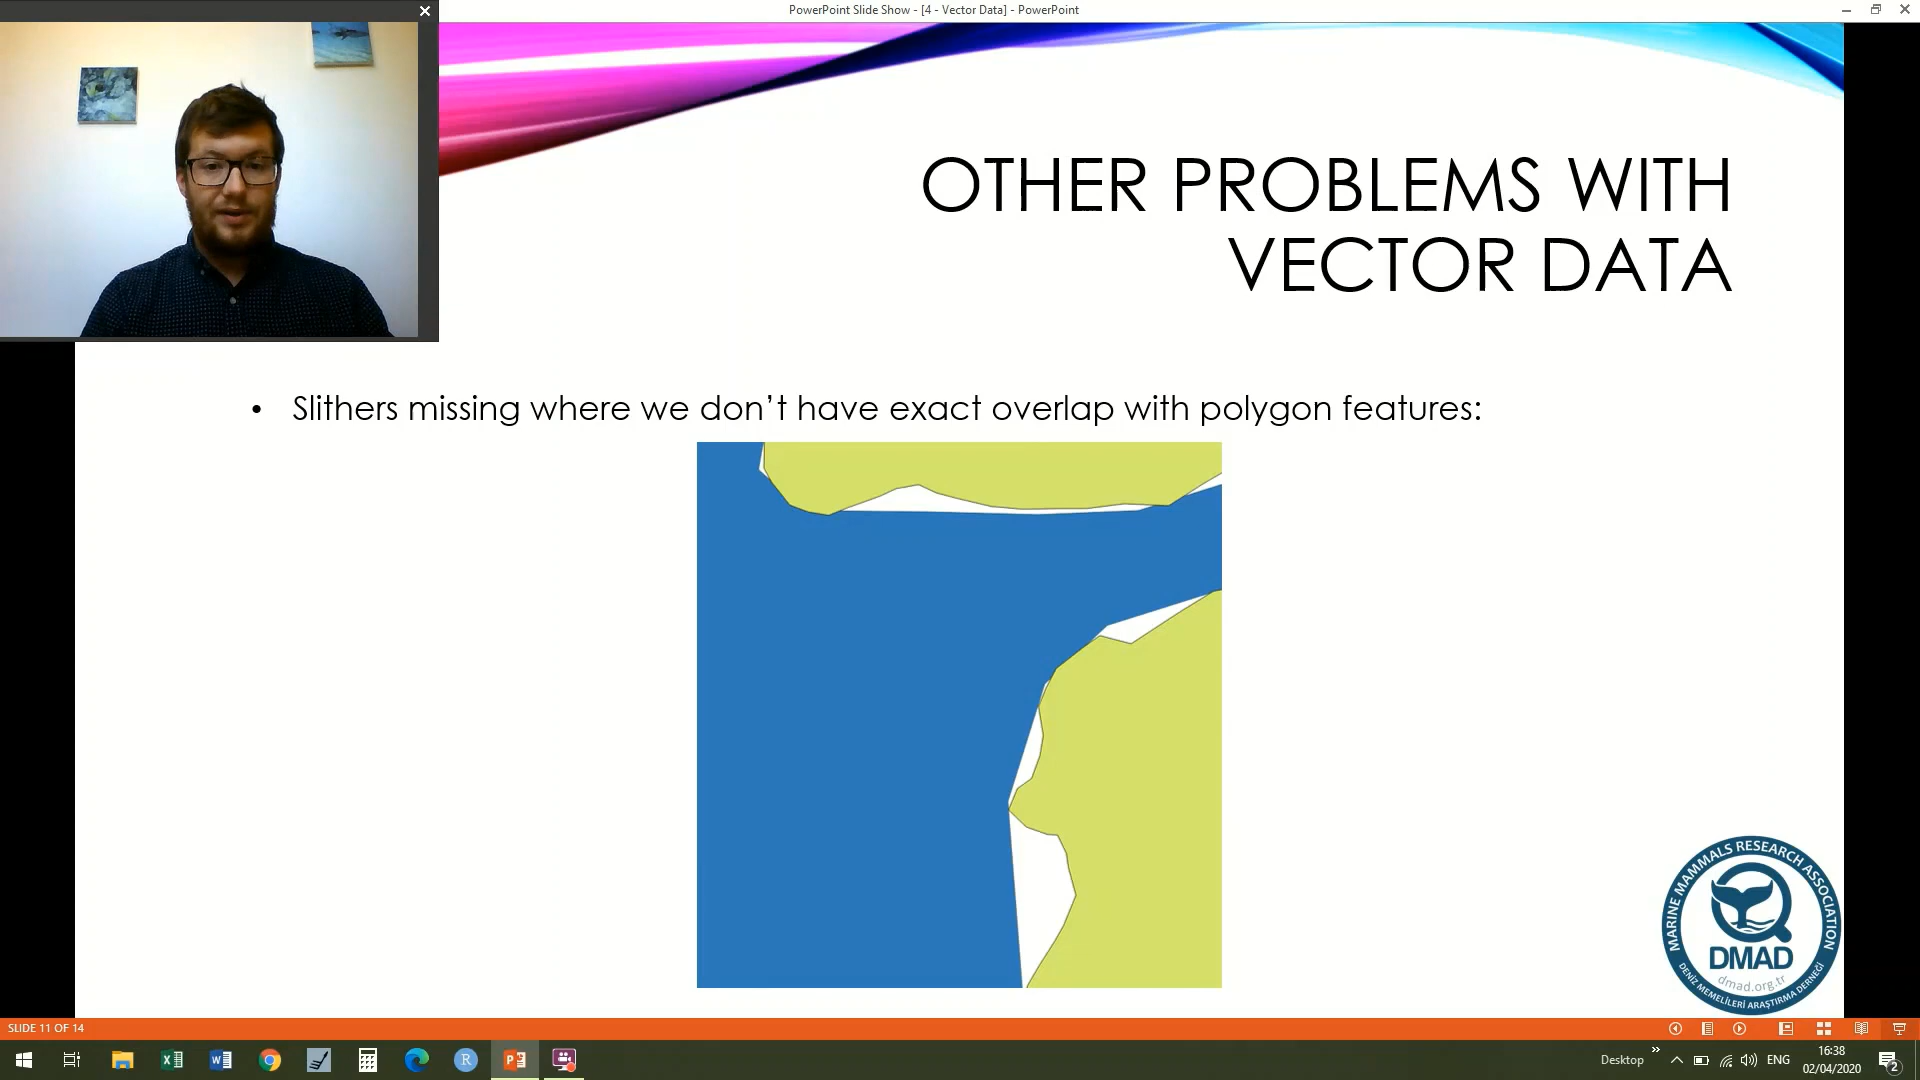 PowerPoint Slide Show - [4 - Vector Data] - PowerPoint
OTHER PROBLEMS WITH
VECTOR DATA
• Slithers missing where we don't have exact overlap with polygon features:
MARINE MAMMALS RESEARCH ASSOCIATION
DMAD
dmad.org.tr
DENİZ MEMELİLERİ ARAŞTIRMA DERNEĞİ
SLIDE 11 OF 14
Desktop
ENG
16:38
02/04/2020
2